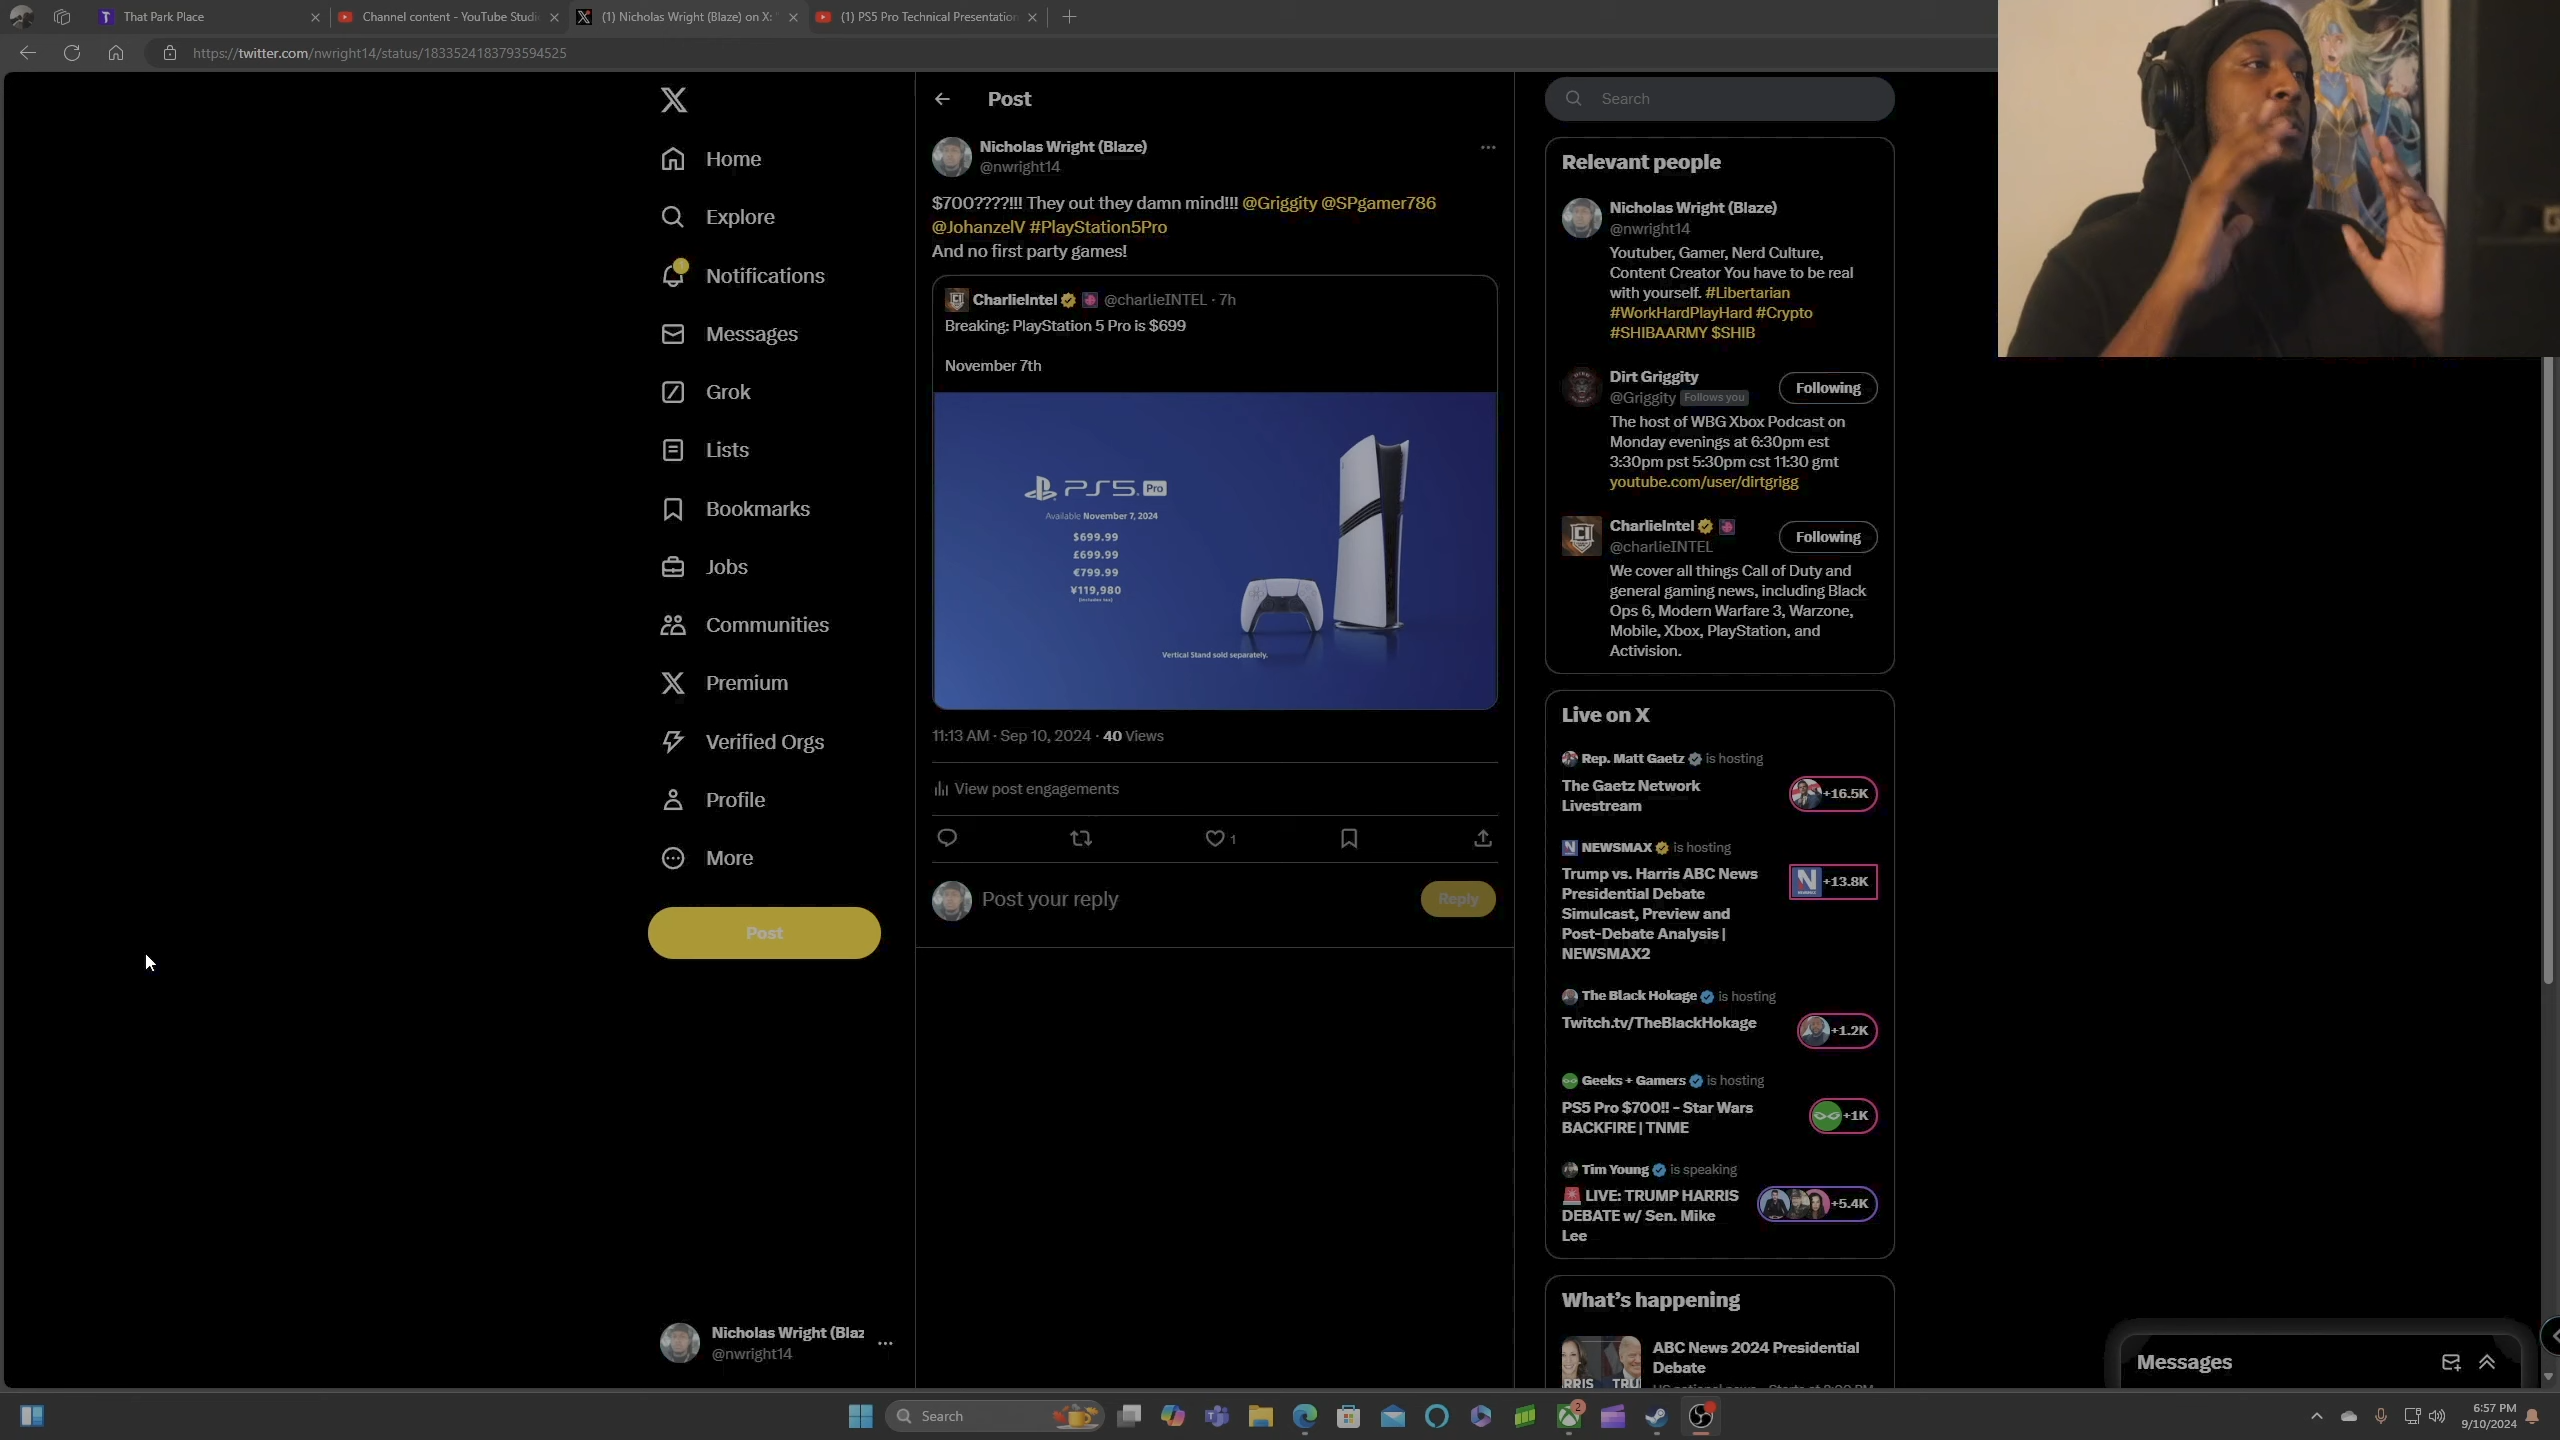 That Park Place
Channel content - YouTube Studi
(1) Nicholas Wright (Blaze) on X:
(1) PS5 Pro Technical Presentation
https://twitter.com/nwright14/status/1833524183793594525
Home
Explore
Notifications
Messages
Grok
Lists
Bookmarks
Jobs
Communities
Premium
Verified Orgs
Profile
More
Post
Nicholas Wright (Blaz
@nwright14
Post
Nicholas Wright (Blaze)
@nwright14
$700????!!! They out they damn mind!!! @Griggity @SPgamer786
@JohanzelV #PlayStation5Pro
And no first party games!
CharlieIntel @charlieINTEL · 7h
Breaking: PlayStation 5 Pro is $699
November 7th
PS5 Pro
Available November 7, 2024
$699.99
£699.99
€799.99
¥119,980
(includes tax)
Vertical Stand sold separately.
11:13 AM · Sep 10, 2024 · 40 Views
View post engagements
1
Post your reply
Reply
Search
Relevant people
Nicholas Wright (Blaze)
@nwright14
Youtuber, Gamer, Nerd Culture,
Content Creator You have to be real
with yourself. #Libertarian
#WorkHardPlayHard #Crypto
#SHIBAARMY $SHIB
Dirt Griggity
@Griggity Follows you
Following
The host of WBG Xbox Podcast on
Monday evenings at 6:30pm est
3:30pm pst 5:30pm cst 11:30 gmt
youtube.com/user/dirtgrigg
CharlieIntel
@charlieINTEL
Following
We cover all things Call of Duty and
general gaming news, including Black
Ops 6, Modern Warfare 3, Warzone,
Mobile, Xbox, PlayStation, and
Activision.
Live on X
Rep. Matt Gaetz is hosting
The Gaetz Network
Livestream
+16.5K
NEWSMAX is hosting
Trump vs. Harris ABC News
Presidential Debate
Simulcast, Preview and
Post-Debate Analysis |
NEWSMAX2
+13.8K
The Black Hokage is hosting
Twitch.tv/TheBlackHokage
+1.2K
Geeks + Gamers is hosting
PS5 Pro $700!! - Star Wars
BACKFIRE | TNME
+1K
Tim Young is speaking
LIVE: TRUMP HARRIS
DEBATE w/ Sen. Mike
Lee
+5.4K
What's happening
ABC News 2024 Presidential
Debate
Messages
Search
2
6:57 PM
9/10/2024